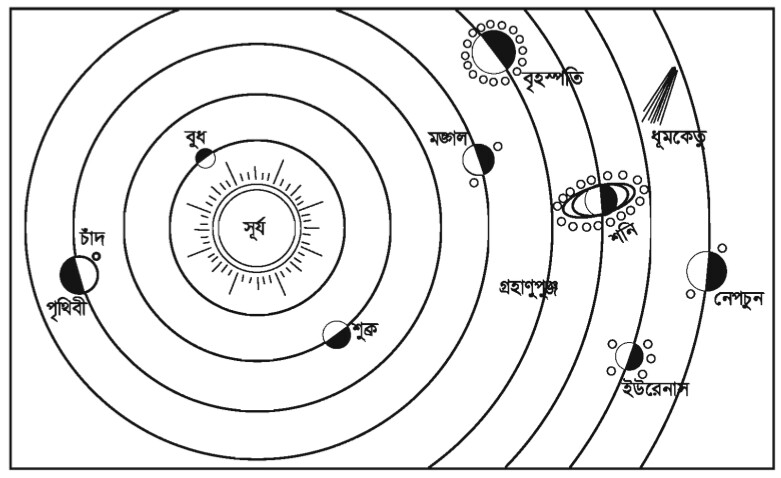 বৃহস্পতি
বুধ
মঙ্গল
ধূমকেতু
সূর্য
চাঁদ
শনি
গ্রহাণুপুঞ্জ
পৃথিবী
নেপচুন
শুক্র
ইউরেনাস